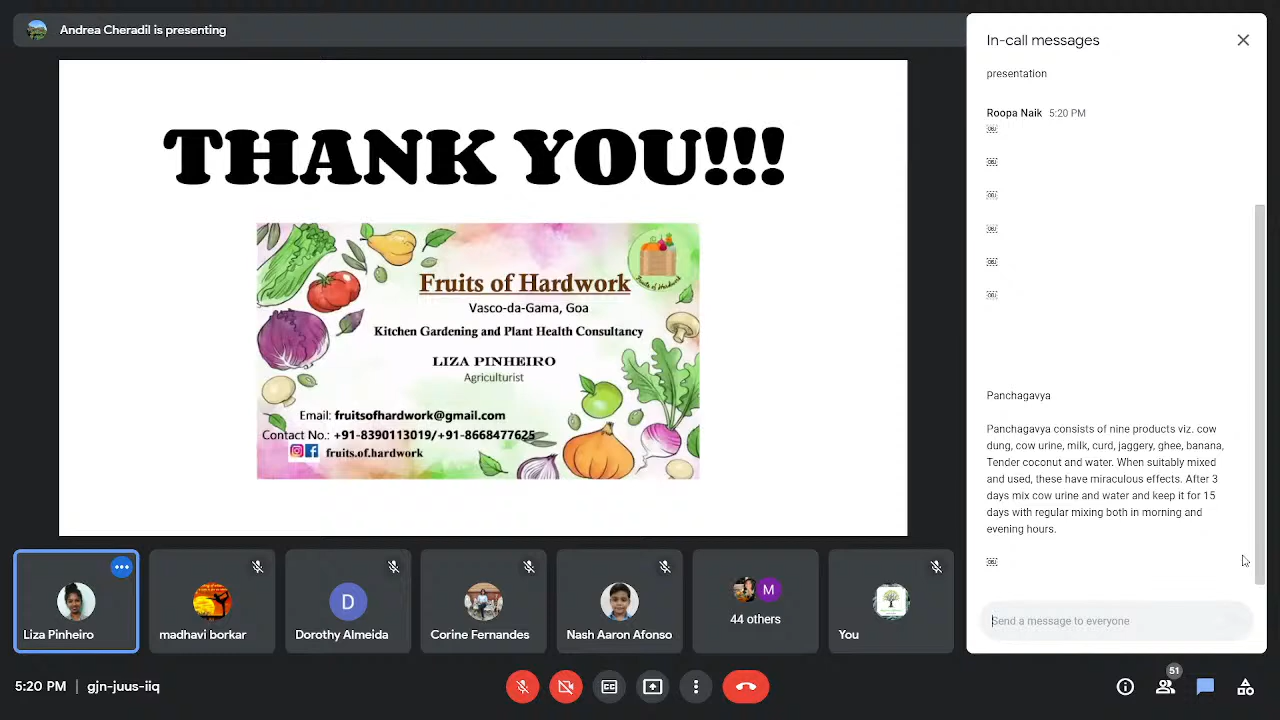 Andrea Cheradil is presenting
THANK YOU!!!
Fruits of Hardwork
Fruits of Hardwork
Vasco-da-Gama, Goa
Kitchen Gardening and Plant Health Consultancy
LIZA PINHEIRO
Agriculturist
Email: fruitsofhardwork@gmail.com
Contact No.: +91-8390113019/+91-8668477625
fruits.of.hardwork
In-call messages
presentation
Roopa Naik 5:20 PM
Panchagavya
Panchagavya consists of nine products viz. cow
dung, cow urine, milk, curd, jaggery, ghee, banana,
Tender coconut and water. When suitably mixed
and used, these have miraculous effects. After 3
days mix cow urine and water and keep it for 15
days with regular mixing both in morning and
evening hours.
Send a message to everyone
Liza Pinheiro
madhavi borkar
D
Dorothy Almeida
Corine Fernandes
Nash Aaron Afonso
M
44 others
You
5:20 PM | gjn-juus-iiq
51